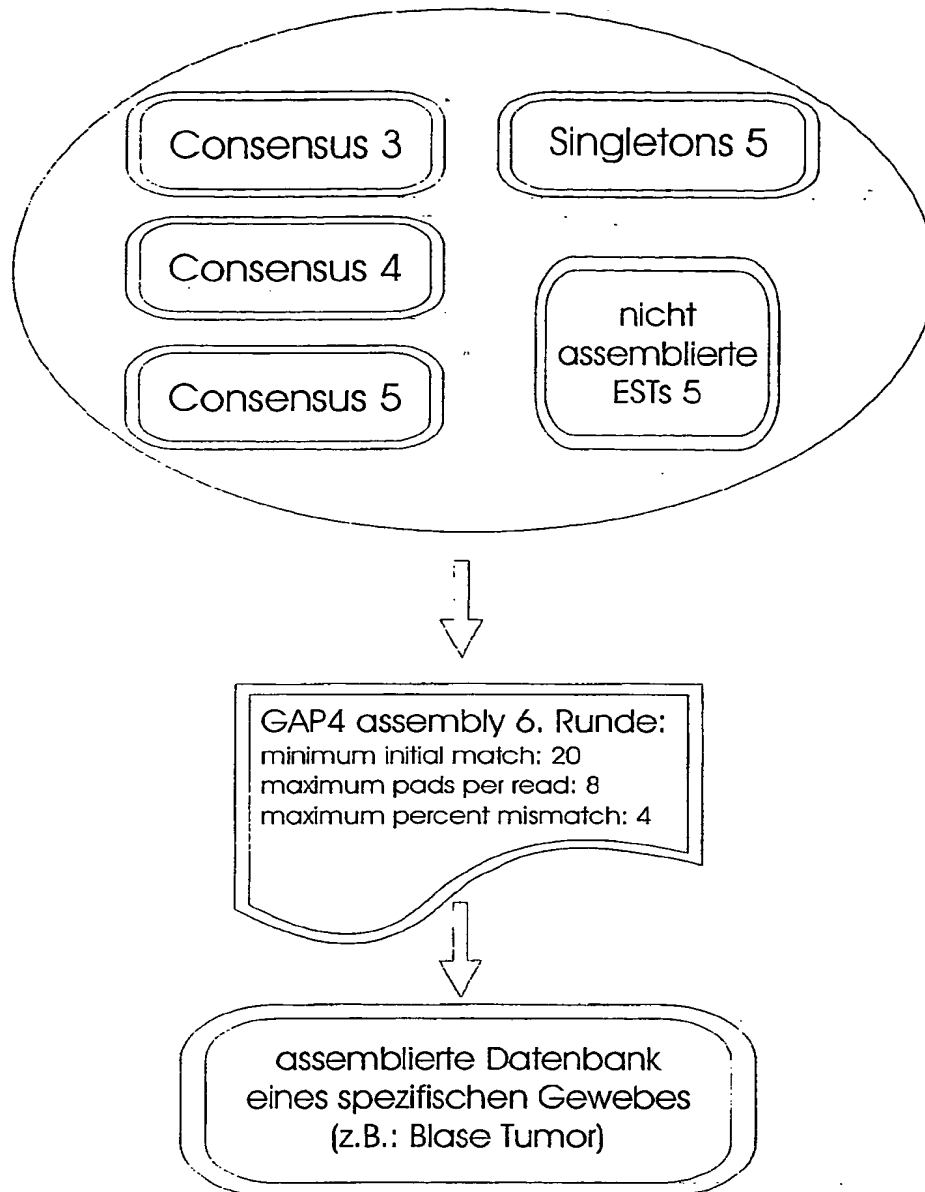 Consensus 3
Singletons 5
Consensus 4
nicht
assemblierte
ESTs 5
Consensus 5
GAP4 assembly 6. Runde:
minimum initial match: 20
maximum pads per read: 8
maximum percent mismatch: 4
assemblierte Datenbank
eines spezifischen Gewebes
(z.B.: Blase Tumor)